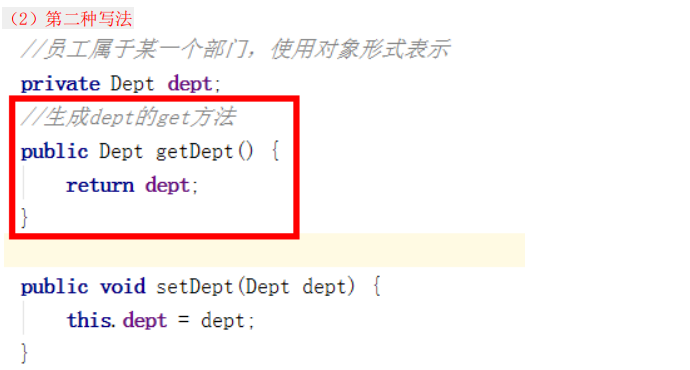 （2）第二种写法
//员工属于某一个部门，使用对象形式表示
private Dept dept;
//生成dept的get方法
public Dept getDept() {
return dept;
}
public void setDept(Dept dept) {
this.dept = dept;
}